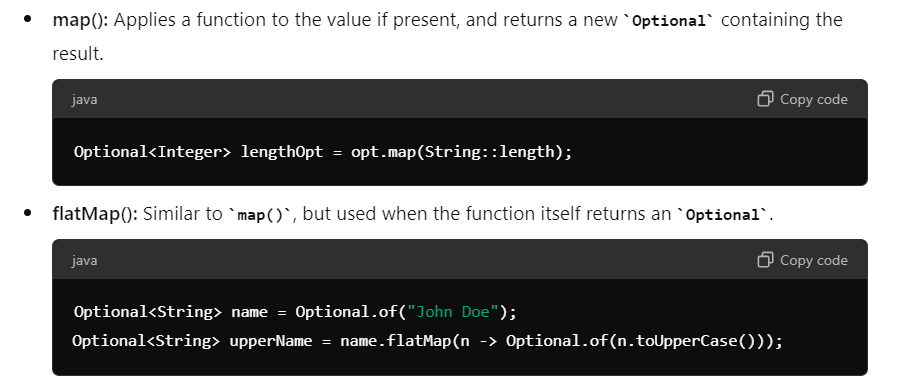 • map(): Applies a function to the value if present, and returns a new `Optional` containing the
result.
java
Copy code
Optional<Integer> lengthOpt = opt.map(String::length);
• flatMap(): Similar to `map()`, but used when the function itself returns an `Optional`.
java
Copy code
Optional<String> name = Optional.of("John Doe");
Optional<String> upperName = name.flatMap(n -> Optional.of(n.toUpperCase()));